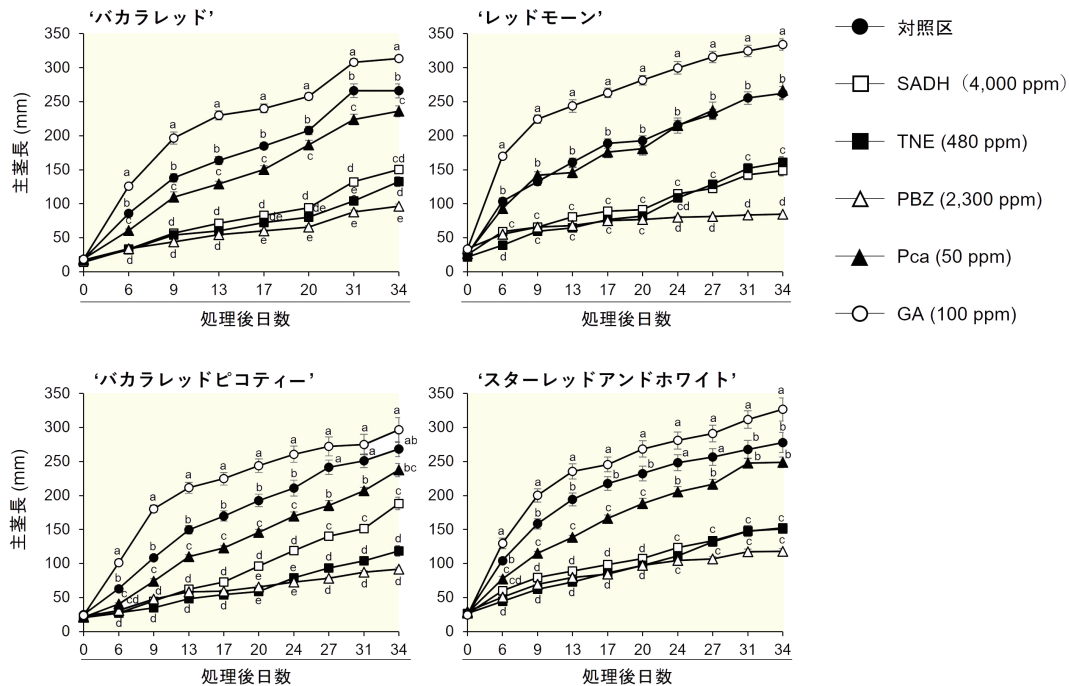 ‘バカラレッド’
‘レッドモーン’
対照区
SADH（4,000 ppm）
TNE (480 ppm)
PBZ (2,300 ppm)
Pca (50 ppm)
GA (100 ppm)
主茎長 (mm)
350
300
250
200
150
100
50
0
0 6 9 13 17 20 31 34
処理後日数
350
300
250
200
150
100
50
0
0 6 9 13 17 20 24 27 31 34
処理後日数
‘バカラレッドピコティー’
‘スターレッドアンドホワイト’
主茎長 (mm)
350
300
250
200
150
100
50
0
0 6 9 13 17 20 24 27 31 34
処理後日数
350
300
250
200
150
100
50
0
0 6 9 13 17 20 24 27 31 34
処理後日数